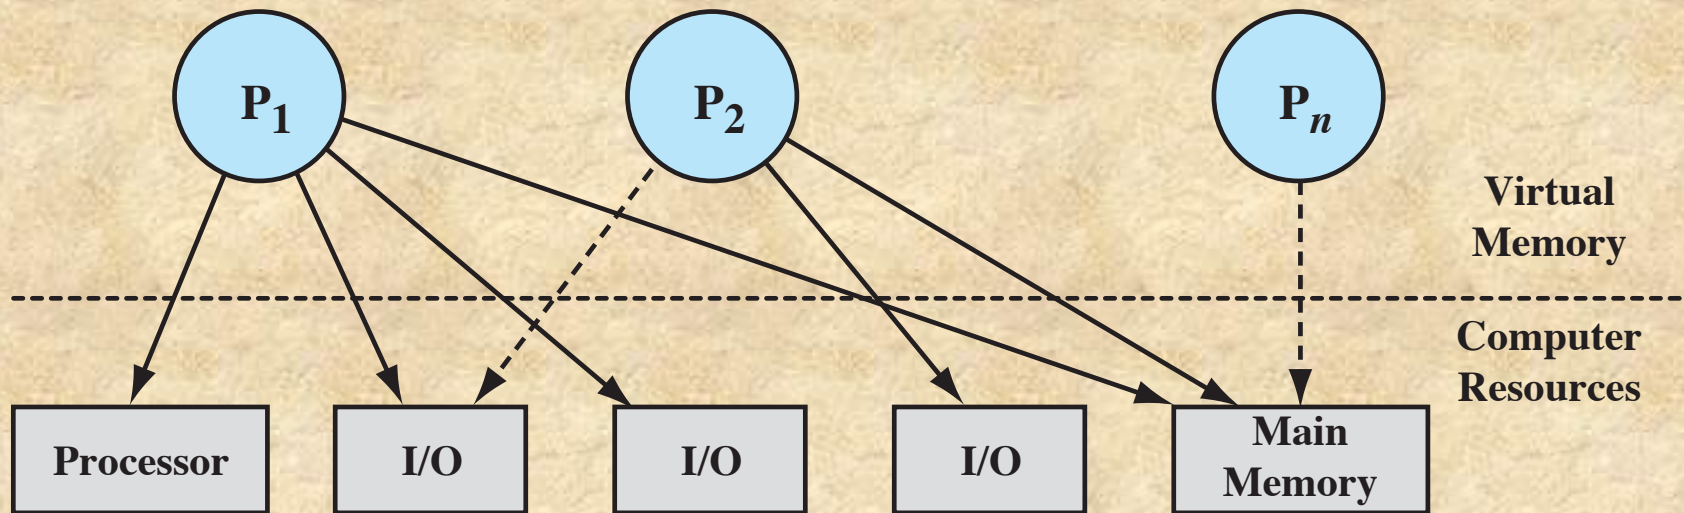 P1
P2
Pn
Virtual
Memory
Computer
Resources
Processor
I/O
I/O
I/O
Main
Memory